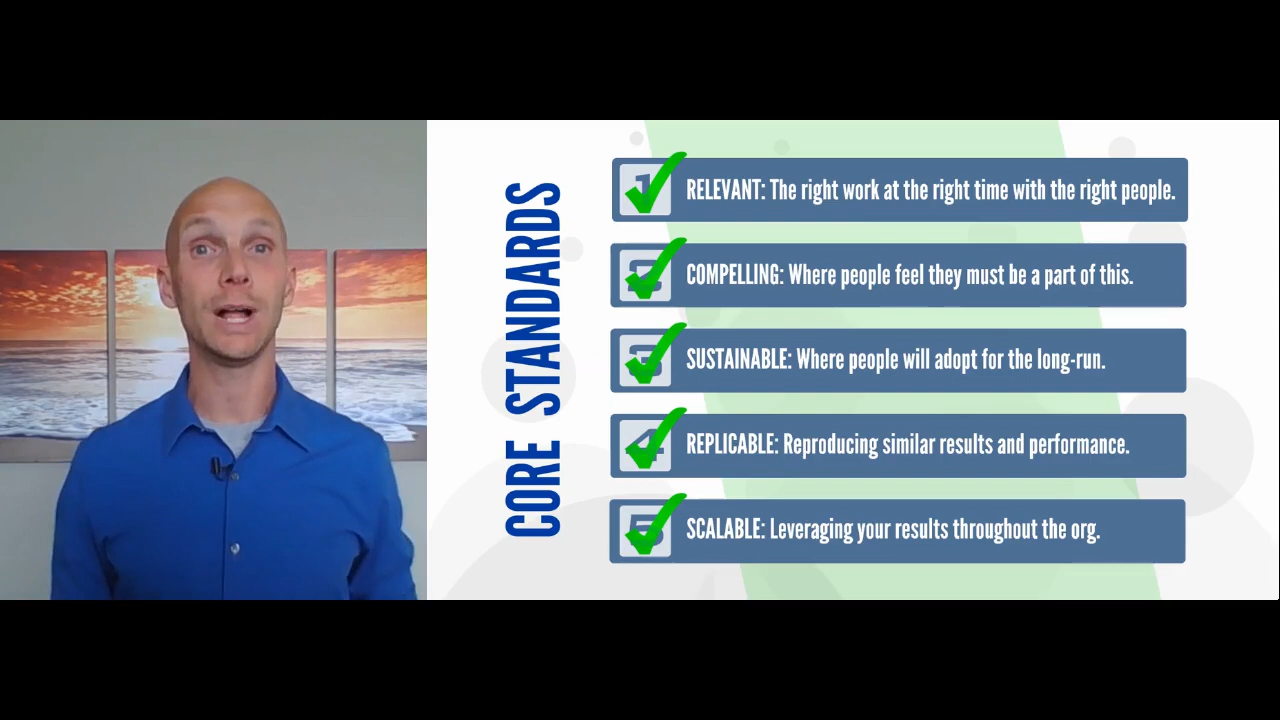 CORE STANDARDS
1 RELEVANT: The right work at the right time with the right people.
2 COMPELLING: Where people feel they must be a part of this.
3 SUSTAINABLE: Where people will adopt for the long-run.
4 REPLICABLE: Reproducing similar results and performance.
5 SCALABLE: Leveraging your results throughout the org.